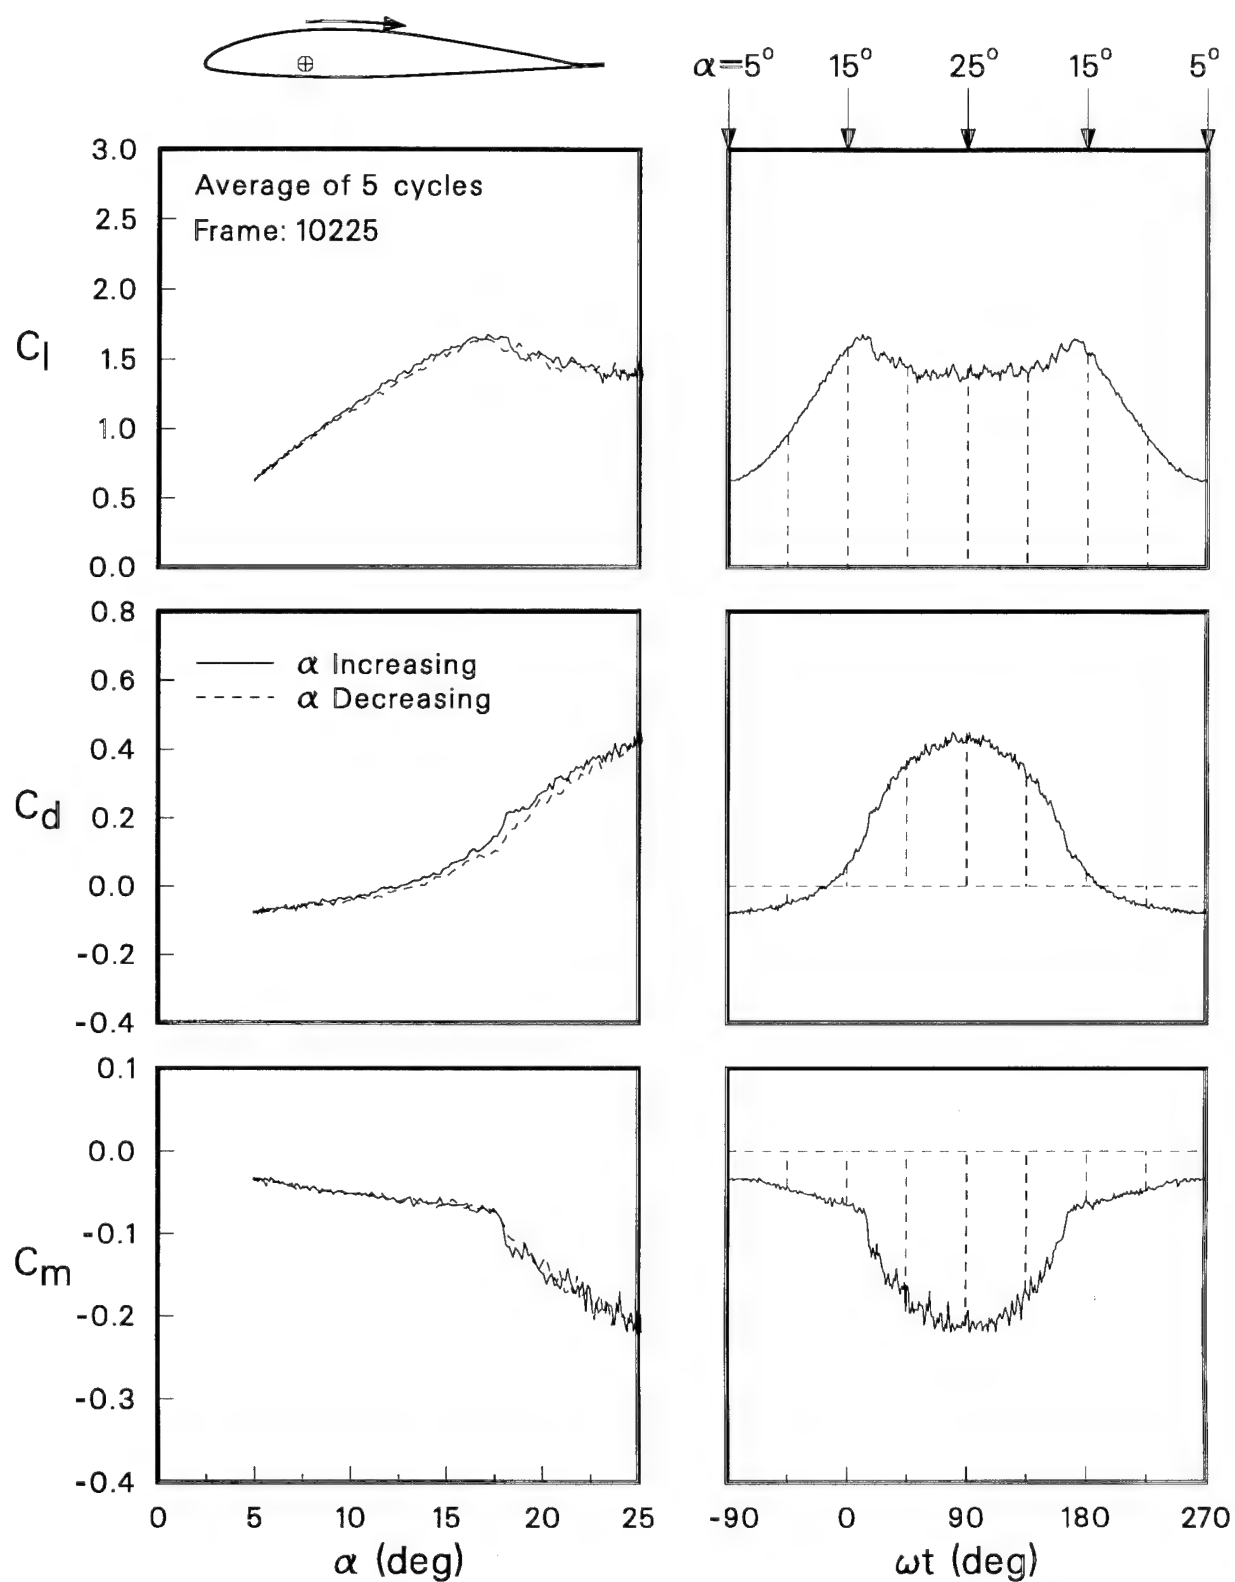 α=5° 15° 25° 15° 5°
3.0
2.5
2.0
1.5
1.0
0.5
0.0
Cl
Average of 5 cycles
Frame: 10225
0.8
0.6
0.4
0.2
0.0
-0.2
-0.4
Cd
α Increasing
α Decreasing
0.1
0.0
-0.1
-0.2
-0.3
-0.4
Cm
0 5 10 15 20 25
α (deg)
-90 0 90 180 270
ωt (deg)